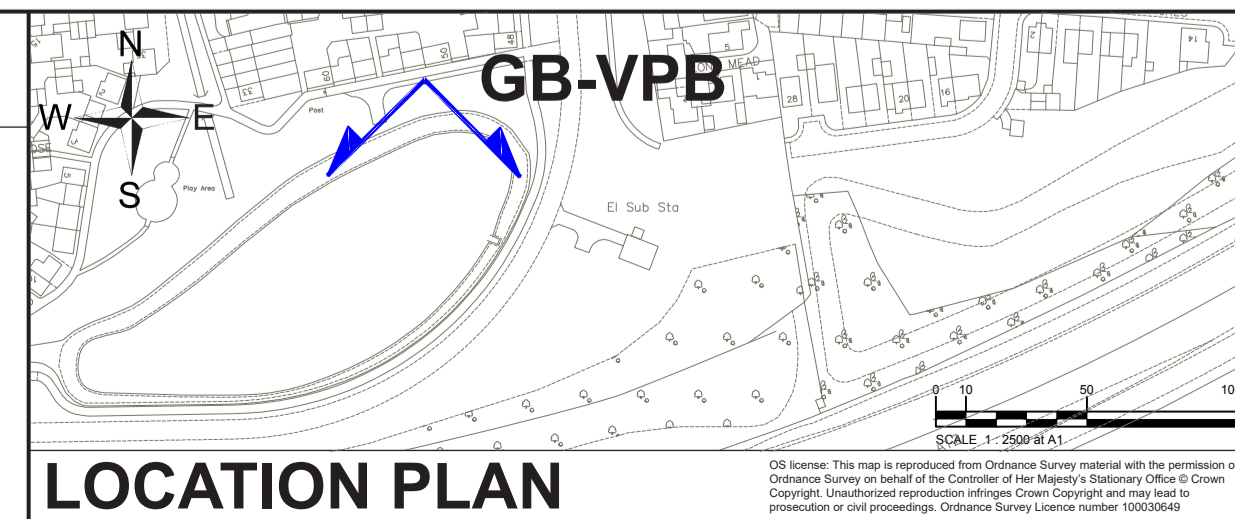 N
W
E
S
GB-VPB
48
50
60
33
2
3
5
Post
Play Area
El Sub Sta
5
MEAD
28
20
16
2
14
0 10 50
SCALE 1 : 2500 at A1
LOCATION PLAN
OS license: This map is reproduced from Ordnance Survey material with the permission
Ordnance Survey on behalf of the Controller of Her Majesty's Stationary Office © Crown
Copyright. Unauthorized reproduction infringes Crown Copyright and may lead to
prosecution or civil proceedings. Ordnance Survey Licence number 100030649